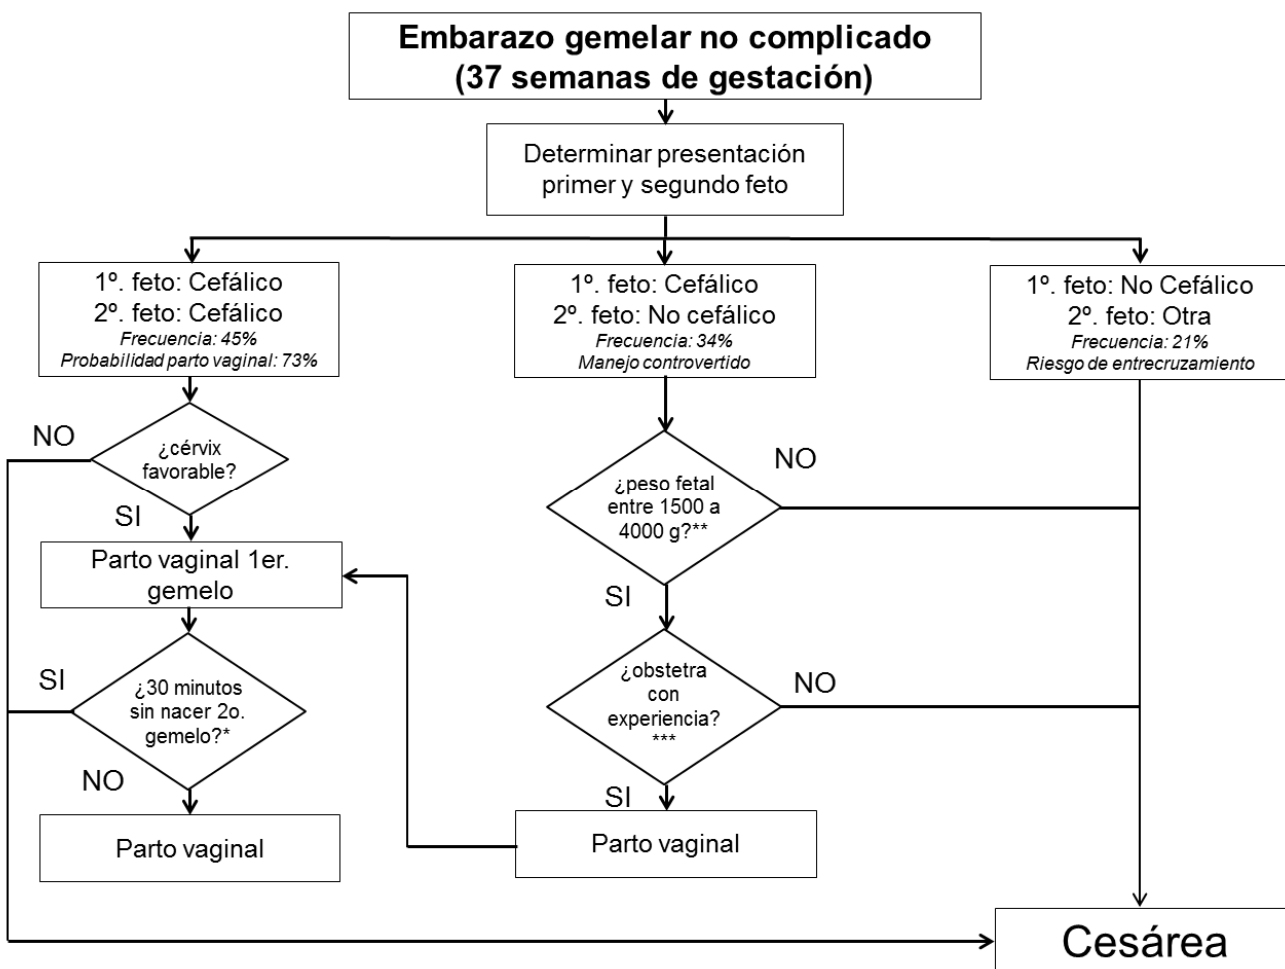 Embarazo gemelar no complicado
(37 semanas de gestación)
Determinar presentación
primer y segundo feto
1º. feto: Cefálico
2º. feto: Cefálico
Frecuencia: 45%
Probabilidad parto vaginal: 73%
1º. feto: Cefálico
2º. feto: No cefálico
Frecuencia: 34%
Manejo controvertido
1º. feto: No Cefálico
2º. feto: Otra
Frecuencia: 21%
Riesgo de entrecruzamiento
NO
¿cérvix
favorable?
SI
NO
¿peso fetal
entre 1500 a
4000 g?**
SI
Parto vaginal 1er.
gemelo
SI
¿30 minutos
sin nacer 2o.
gemelo?*
NO
¿obstetra
con
experiencia?
***
NO
SI
Parto vaginal
Parto vaginal
Cesárea